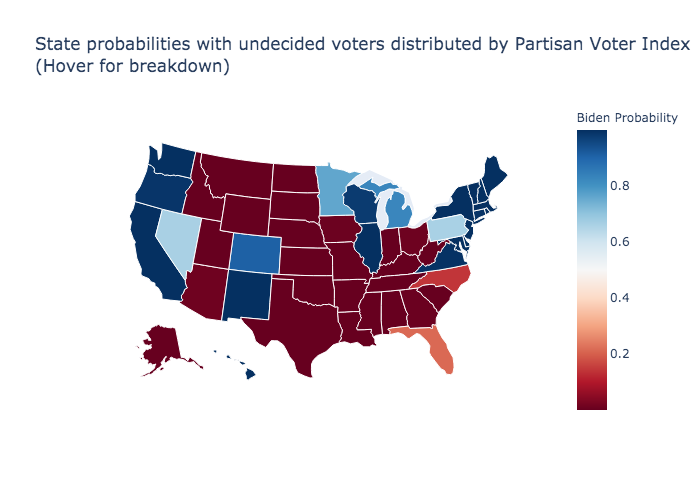 State probabilities with undecided voters distributed by Partisan Voter Index
(Hover for breakdown)
Biden Probability
0.8
0.6
0.4
0.2